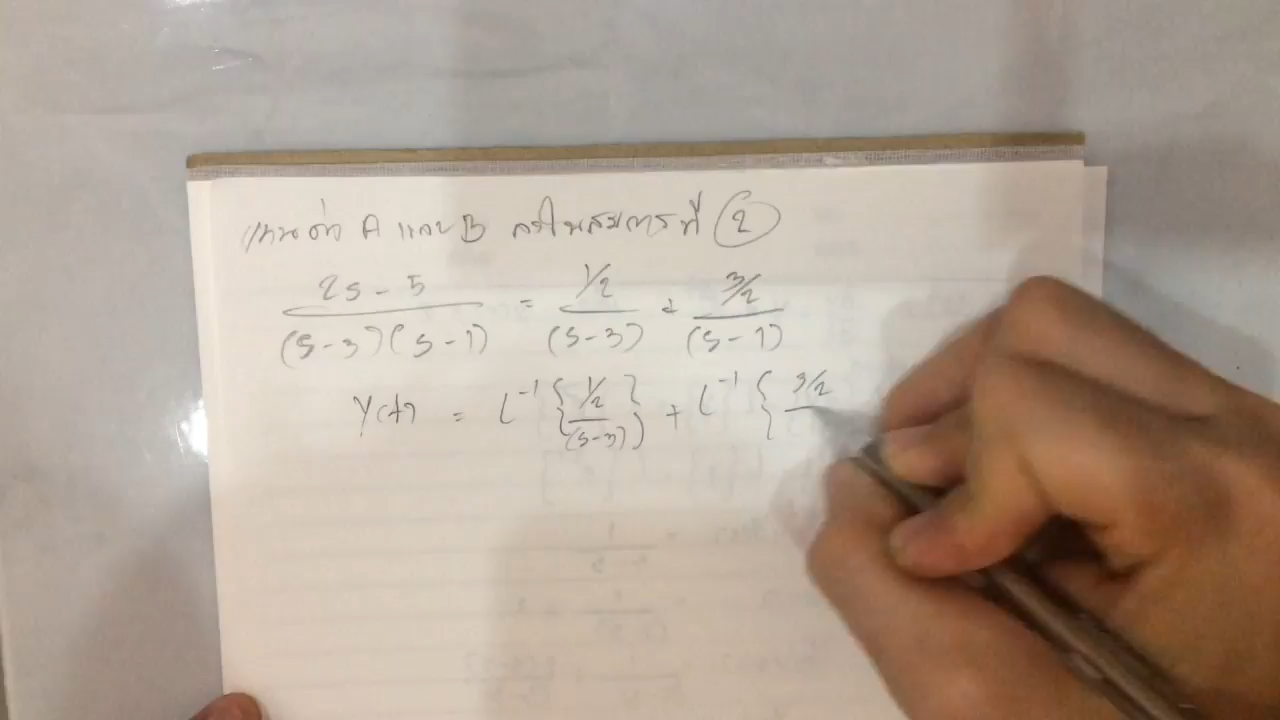 แทนค่า A และ B ลงในสมการที่ ②
(2s - 5)/((s-3)(s-1)) = (1/2)/(s-3) + (3/2)/(s-1)
y(t) = L⁻¹ { (1/2)/(s-3) } + L⁻¹ { 3/2